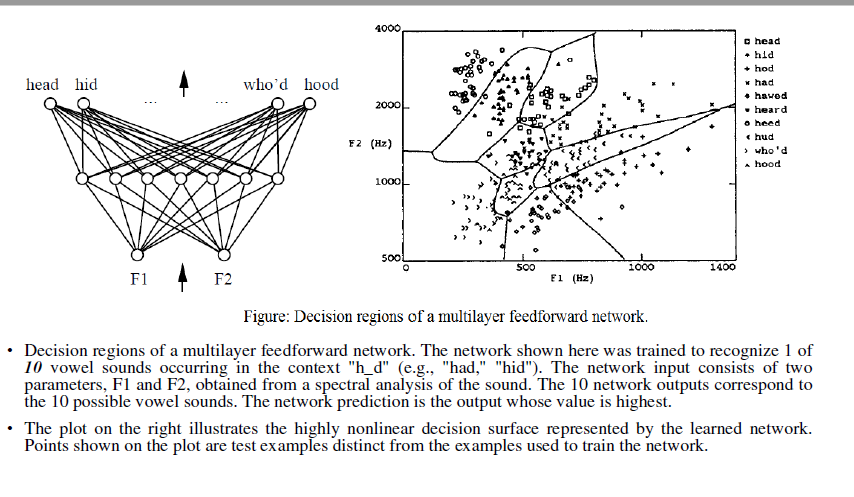 head hid ... ... who'd hood
F1 F2
4000
2000
F2 (Hz)
1000
500
0 500 1000 1400
F1 (Hz)
head
hid
hod
had
hawed
heard
heed
hud
who'd
hood
Figure: Decision regions of a multilayer feedforward network.
• Decision regions of a multilayer feedforward network. The network shown here was trained to recognize 1 of
10 vowel sounds occurring in the context "h_d" (e.g., "had," "hid"). The network input consists of two
parameters, F1 and F2, obtained from a spectral analysis of the sound. The 10 network outputs correspond to
the 10 possible vowel sounds. The network prediction is the output whose value is highest.
• The plot on the right illustrates the highly nonlinear decision surface represented by the learned network.
Points shown on the plot are test examples distinct from the examples used to train the network.